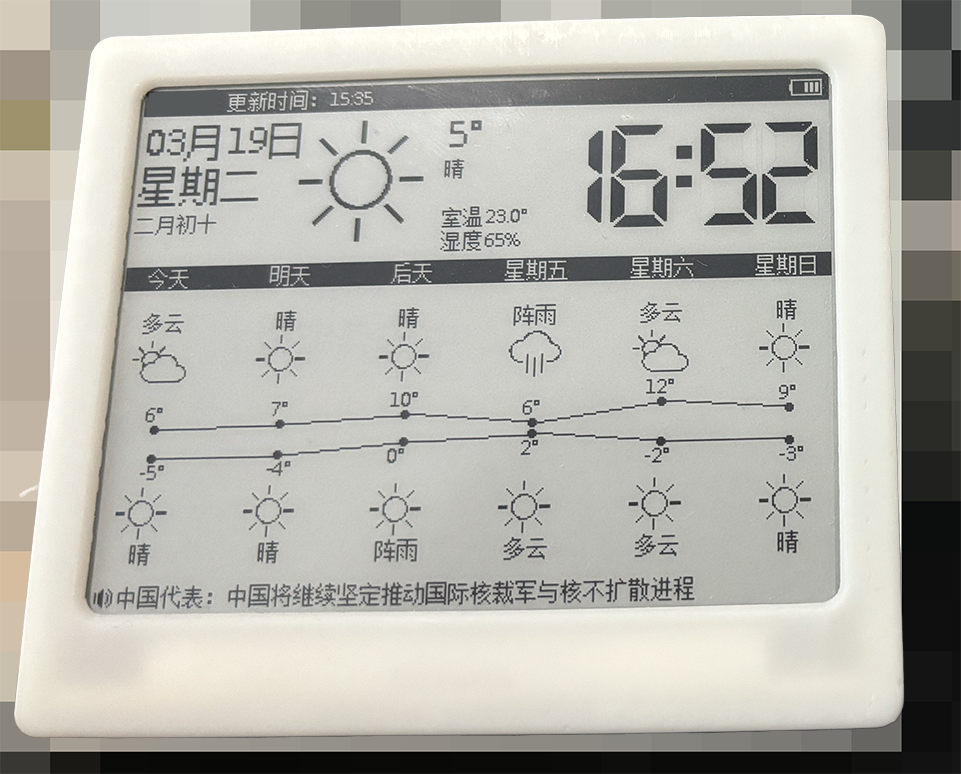 更新时间：15:35
03月19日
星期二
二月初十
5°
晴
室温23.0°
湿度65%
16:52
今天 明天 后天 星期五 星期六 星期日
多云 晴 晴 阵雨 多云 晴
6° 7° 10° 6° 12° 9°
-5° -4° 0° 2° -2° -3°
晴 晴 阵雨 多云 多云 晴
中国代表：中国将继续坚定推动国际核裁军与核不扩散进程